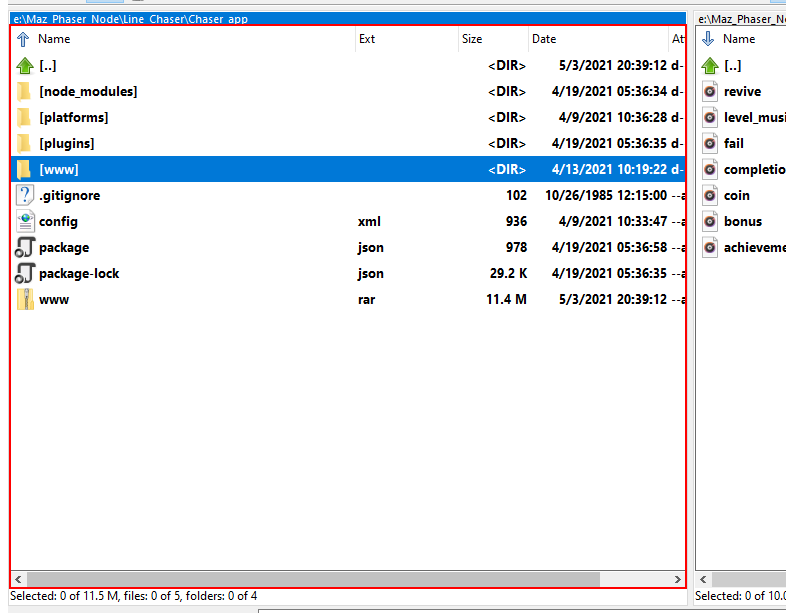 e:\Maz_Phaser_Node\Line_Chaser\Chaser_app
Name Ext Size Date At
[..] <DIR> 5/3/2021 20:39:12 d-
[node_modules] <DIR> 4/19/2021 05:36:34 d-
[platforms] <DIR> 4/9/2021 10:36:28 d-
[plugins] <DIR> 4/19/2021 05:36:35 d-
[www] <DIR> 4/13/2021 10:19:22 d-
.gitignore 102 10/26/1985 12:15:00 --a
config xml 936 4/9/2021 10:33:47 --a
package json 978 4/19/2021 05:36:58 --a
package-lock json 29.2 K 4/19/2021 05:36:35 --a
www rar 11.4 M 5/3/2021 20:39:12 --a
Selected: 0 of 11.5 M, files: 0 of 5, folders: 0 of 4
e:\Maz_Phaser_No
Name
[..]
revive
level_musi
fail
completio
coin
bonus
achieveme
Selected: 0 of 10.0